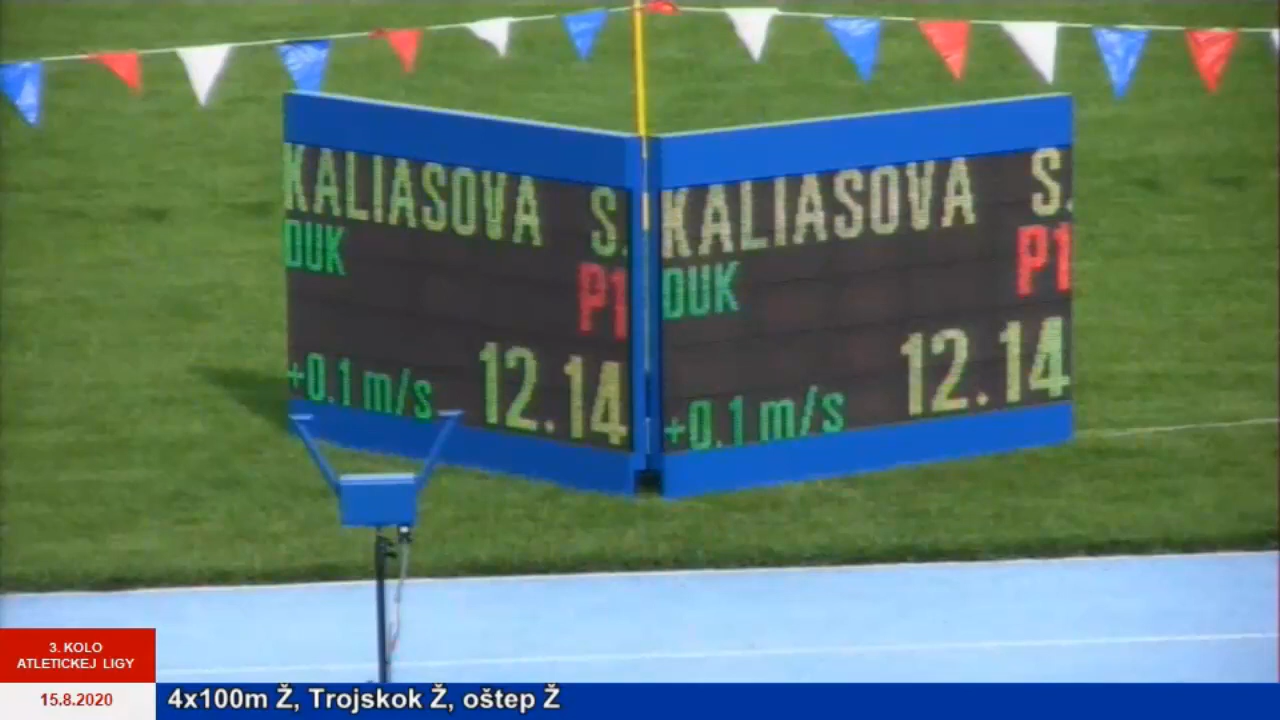 KALIASOVA S.
DUK
P1
+0.1 m/s 12.14
KALIASOVA S.
DUK
P1
+0.1 m/s 12.14
3. KOLO
ATLETICKEJ LIGY
15.8.2020
4x100m Ž, Trojskok Ž, oštep Ž